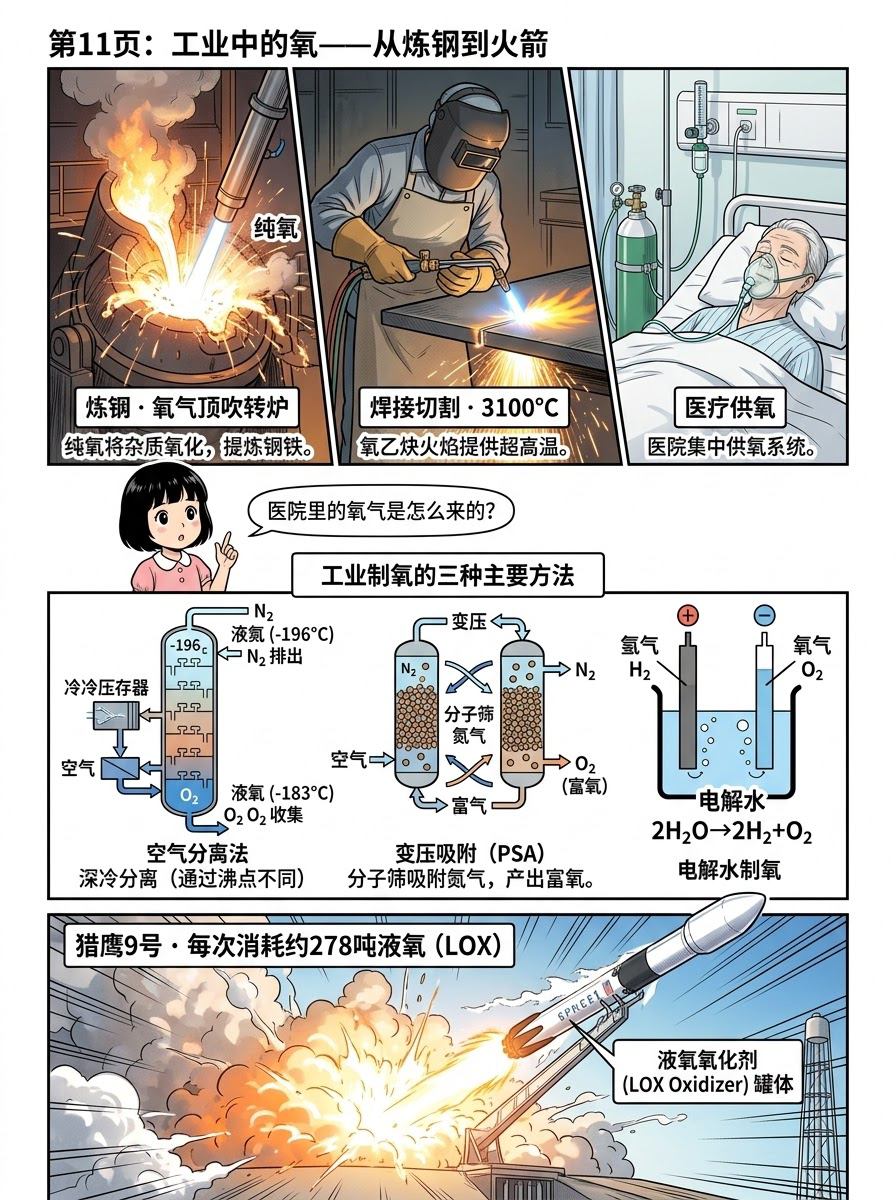 第11页：工业中的氧——从炼钢到火箭
纯氧
炼钢·氧气顶吹转炉
纯氧将杂质氧化，提炼钢铁。
焊接切割·3100°C
氧乙炔火焰提供超高温。
医疗供氧
医院集中供氧系统。
医院里的氧气是怎么来的？
工业制氧的三种主要方法
N₂
液氮 (-196°C)
N₂ 排出
-196c
冷冷压存器
空气
O₂
液氧 (-183°C)
O₂ O₂ 收集
空气分离法
深冷分离（通过沸点不同）
变压
N₂
N₂
分子筛
氮气
空气
O₂
(富氧)
富气
变压吸附（PSA）
分子筛吸附氮气，产出富氧。
+
−
氢气
H₂
氧气
O₂
电解水
2H₂O→2H₂+O₂
电解水制氧
猎鹰9号·每次消耗约278吨液氧（LOX）
液氧氧化剂
(LOX Oxidizer) 罐体